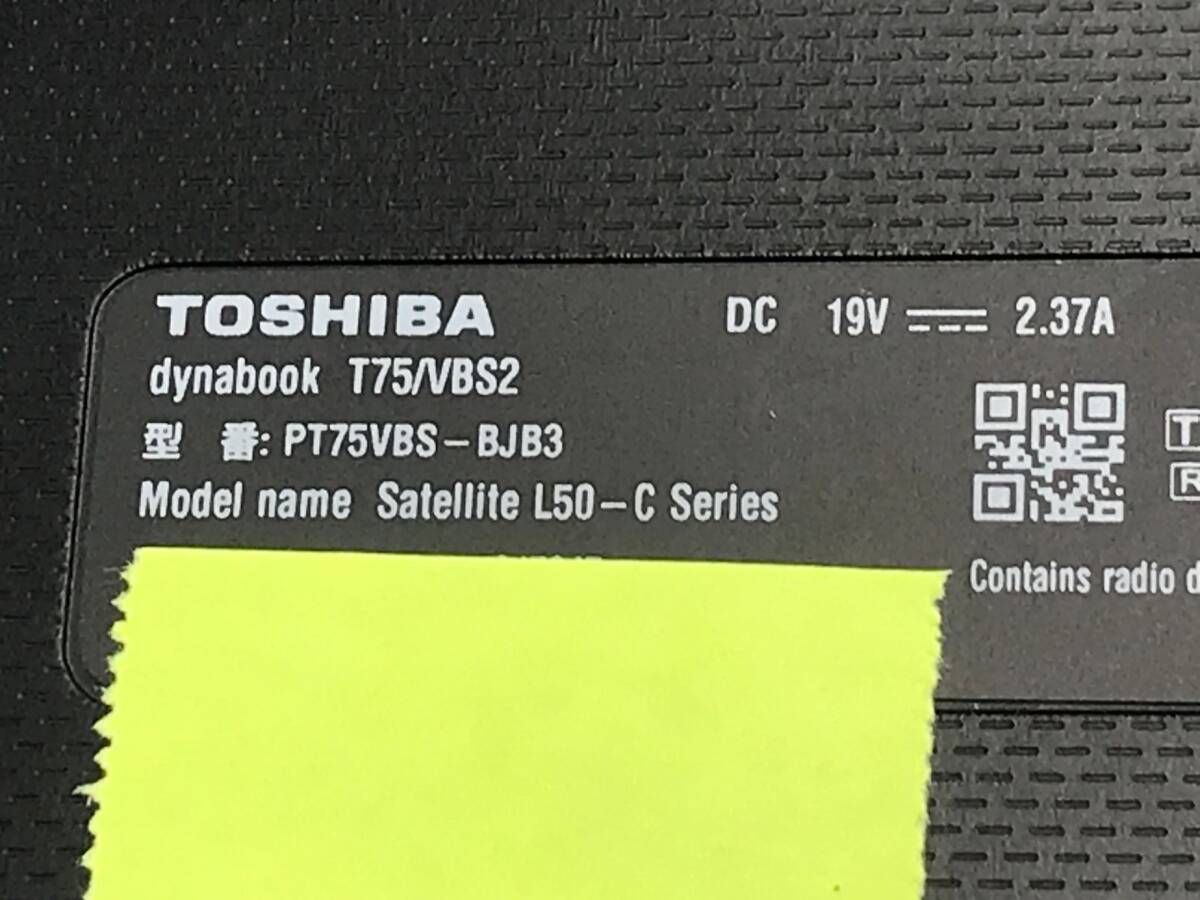 TOSHIBA
DC 19V 2.37A
dynabook T75/VBS2
型 番: PT75VBS-BJB3
Model name Satellite L50-C Series
T
R
Contains radio d